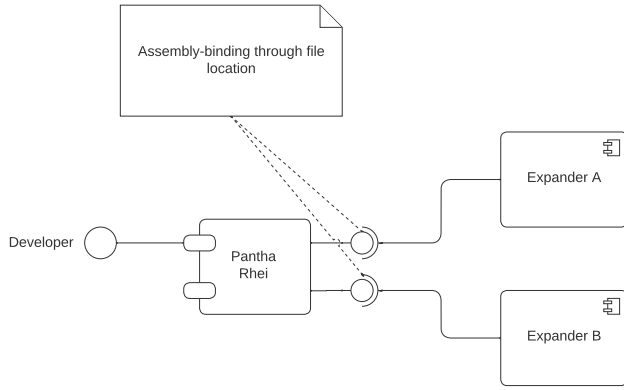 Assembly-binding through file
location
Expander A
Developer
Pantha
Rhei
Expander B